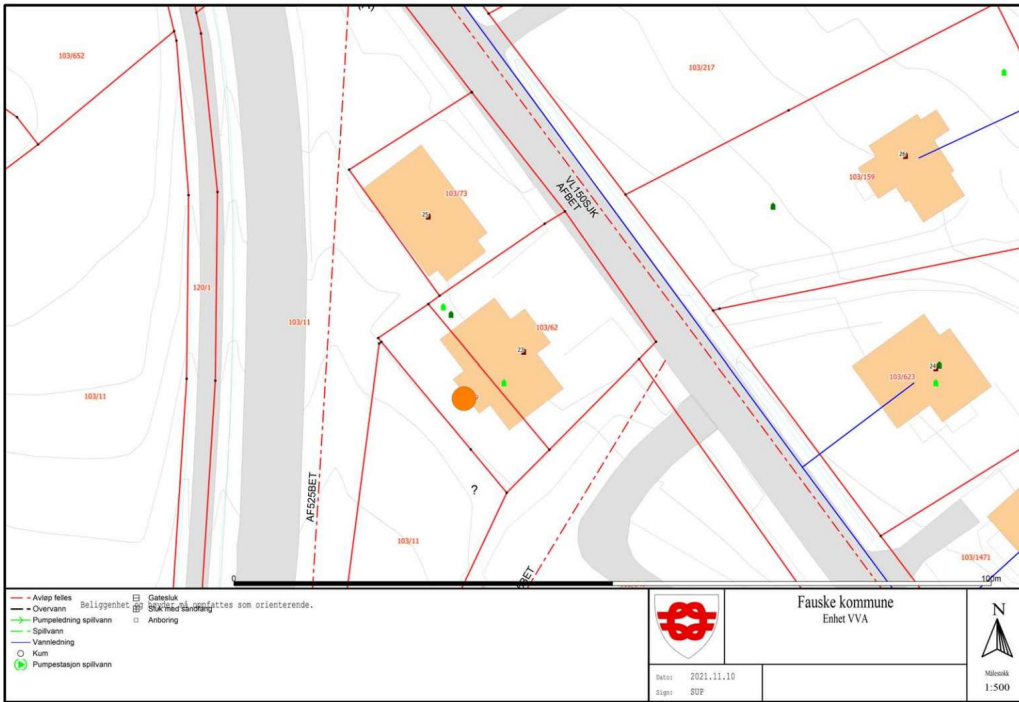 103/652
103/217
26
103/159
103/73
25
VL150SJK
AFBET
120/1
103/11
103/11
103/62
23
24
103/623
AF525BET
?
103/11
103/1471
0
100m
Avløp felles
Overvann
Pumpeledning spillvann
Spillvann
Vannledning
Kum
Pumpestasjon spillvann
Gatesluk
Sluk med sandfang
Anboring
Beliggenhet og høyder må oppfattes som orienterende.
Fauske kommune
Enhet VVA
Dato: 2021.11.10
Sign: SUP
N
Målestokk
1:500